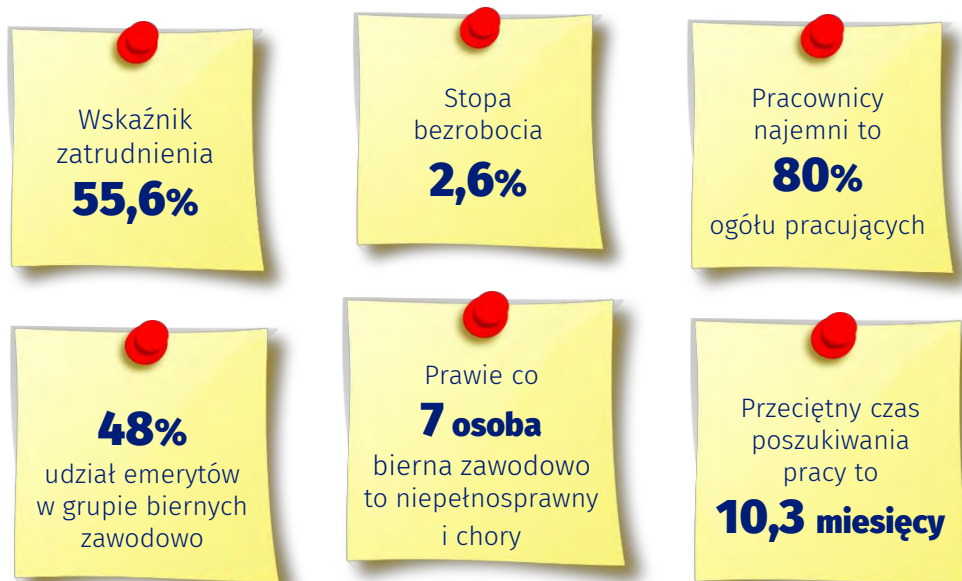 Wskaźnik
zatrudnienia
55,6%
Stopa
bezrobocia
2,6%
Pracownicy
najemni to
80%
ogółu pracujących
48%
udział emerytów
w grupie biernych
zawodowo
Prawie co
7 osoba
bierna zawodowo
to niepełnosprawny
i chory
Przeciętny czas
poszukiwania
pracy to
10,3 miesięcy